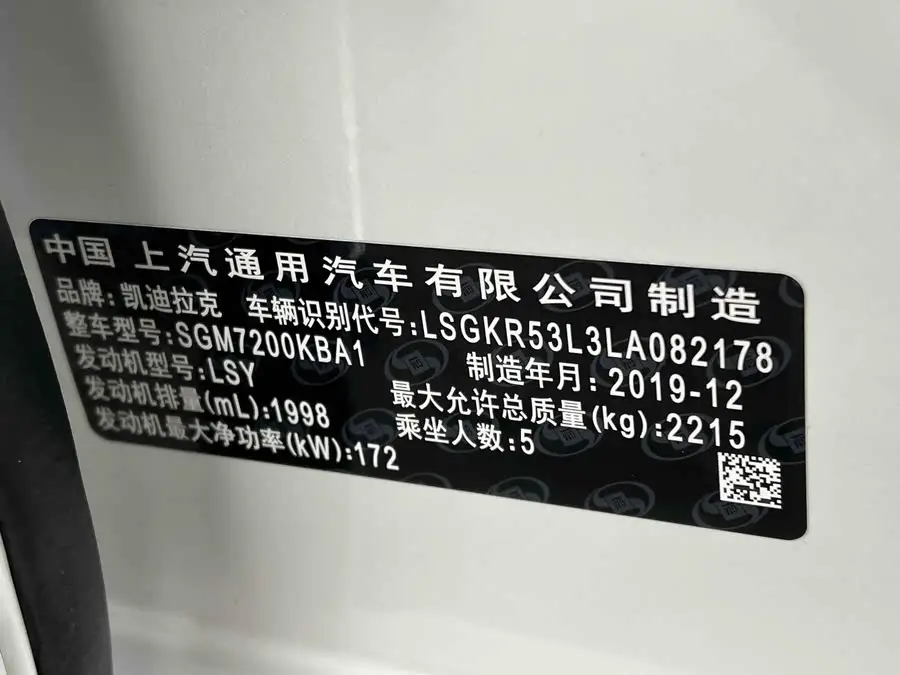 中国 上汽通用汽车有限公司制造
品牌:凯迪拉克 车辆识别代号:LSGKR53L3LA082178
整车型号:SGM7200KBA1 制造年月:2019-12
发动机型号:LSY 最大允许总质量(kg):2215
发动机排量(mL):1998 乘坐人数:5
发动机最大净功率(kW):172